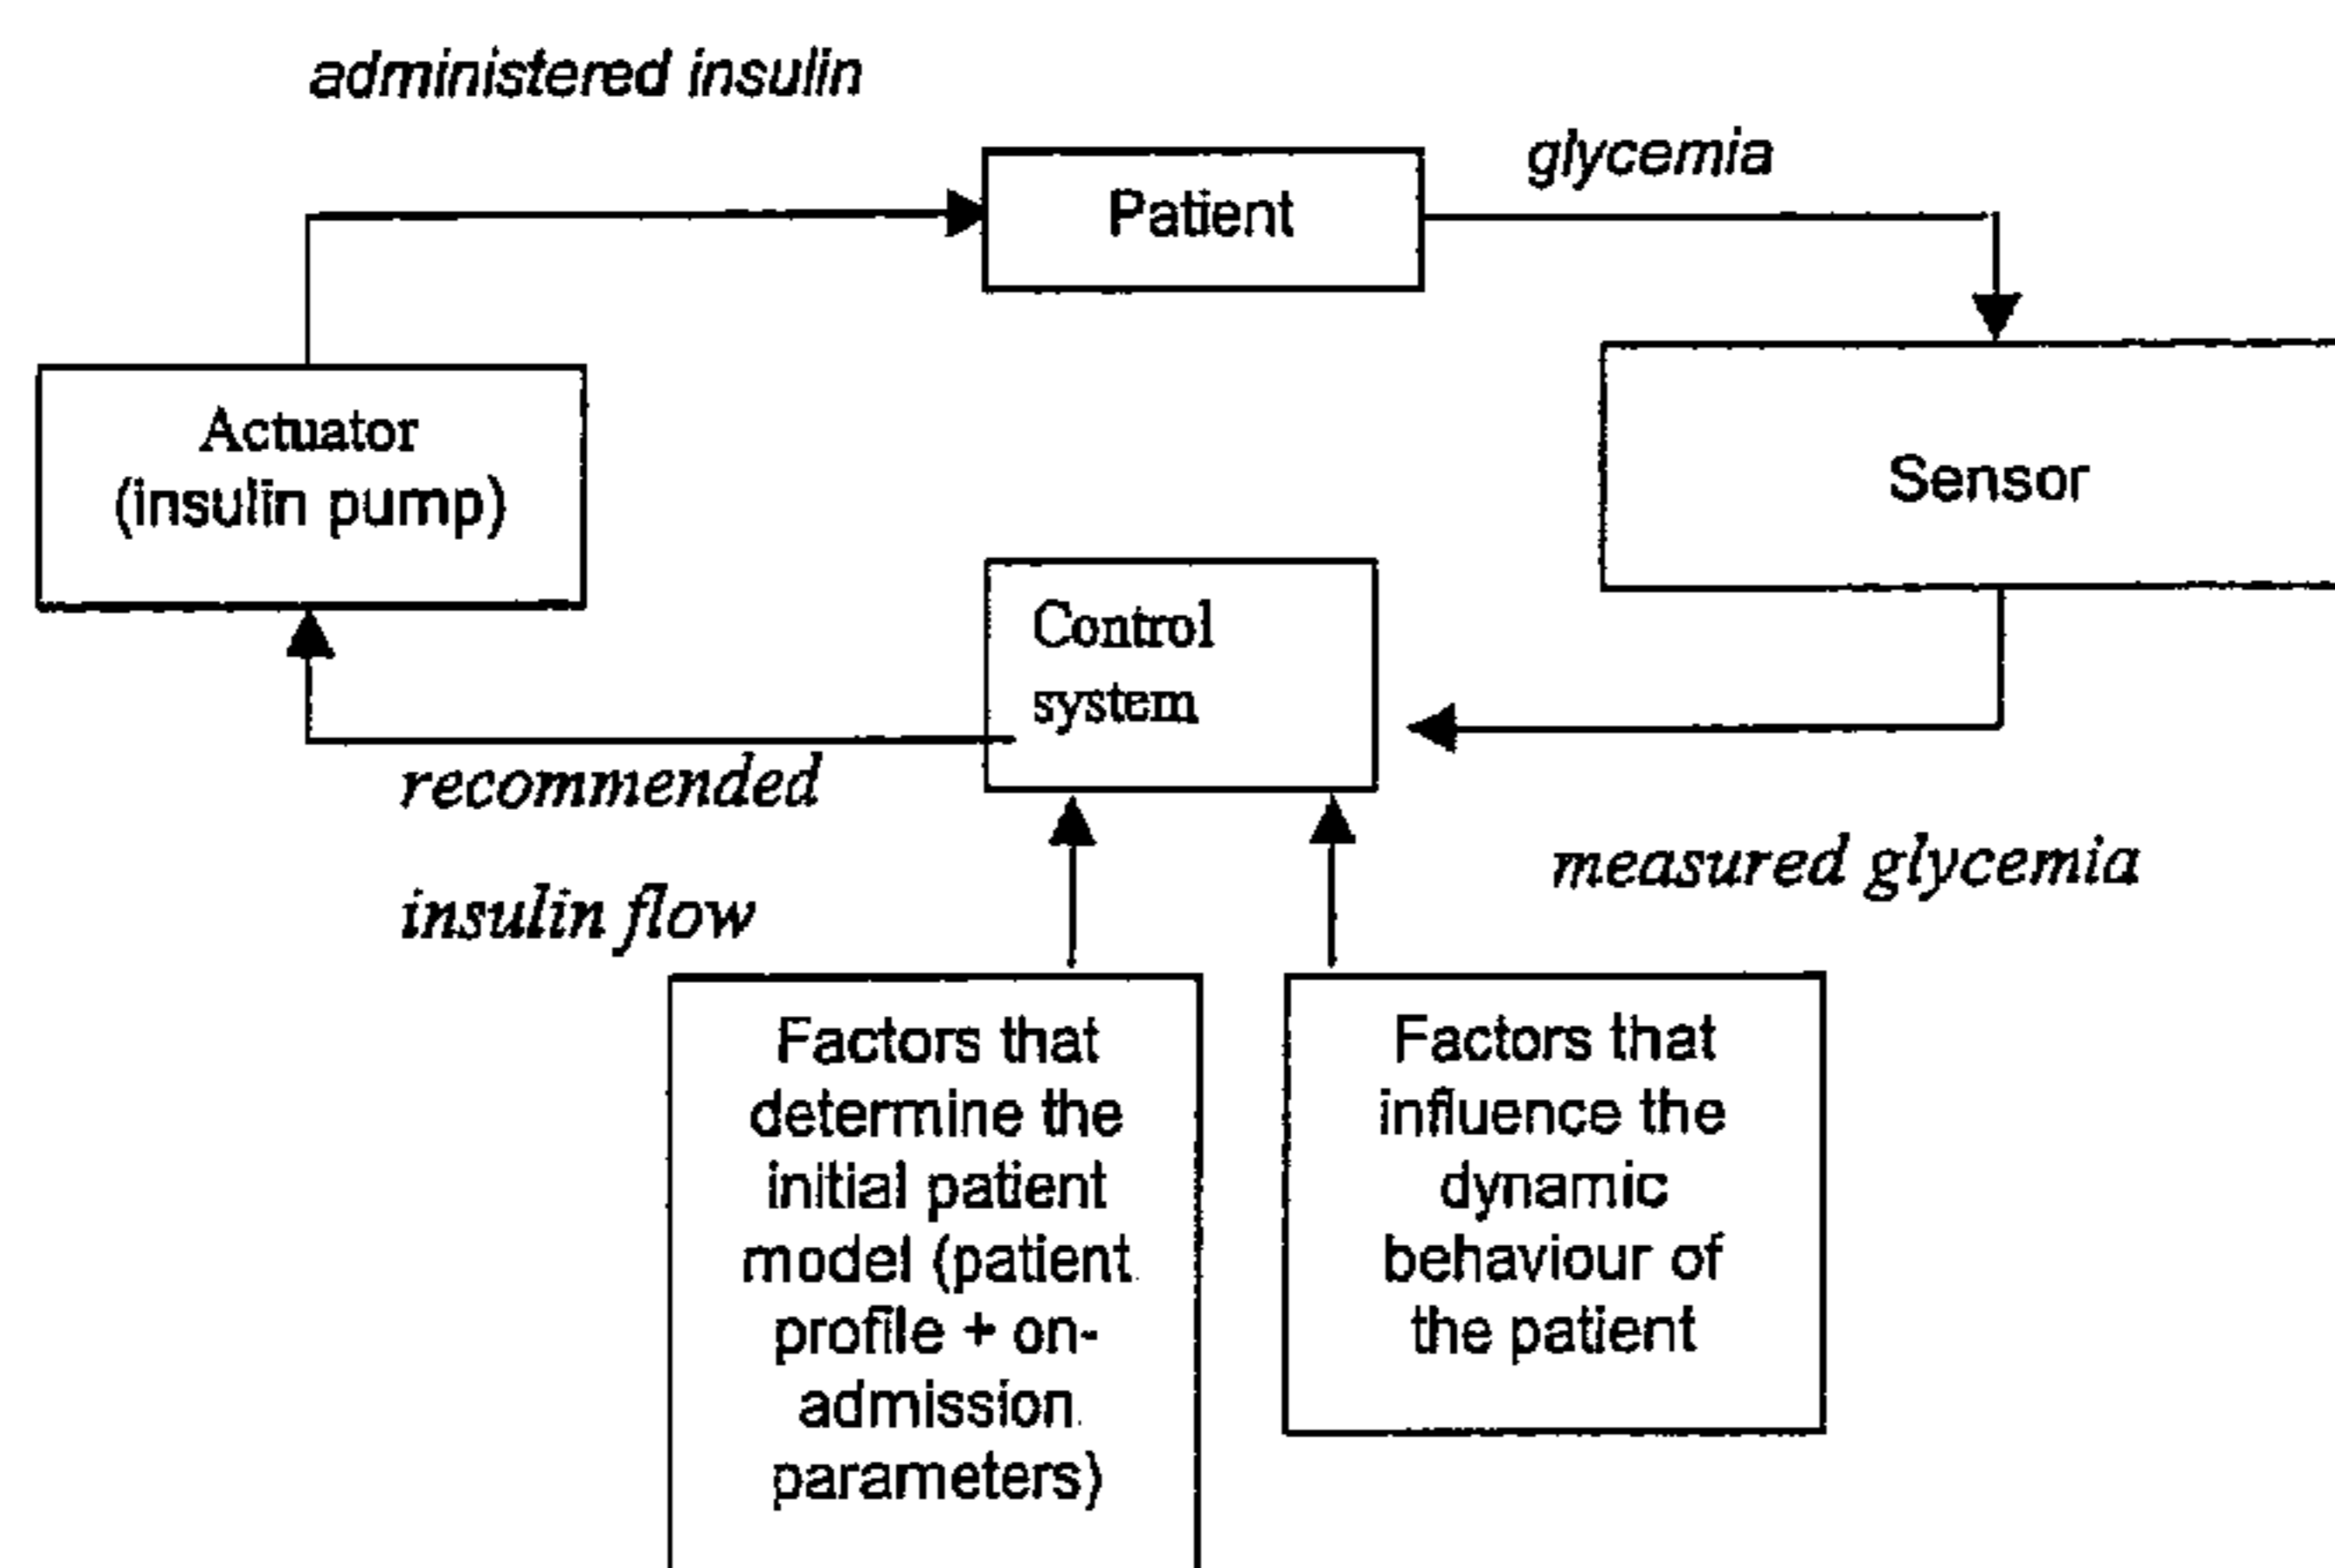 administered insulin
glycemia
Patient
Actuator
(insulin pump)
Sensor
Control
system
recommended
insulin flow
measured glycemia
Factors that
determine the
initial patient
model (patient
profile + on-
admission
parameters)
Factors that
influence the
dynamic
behaviour of
the patient